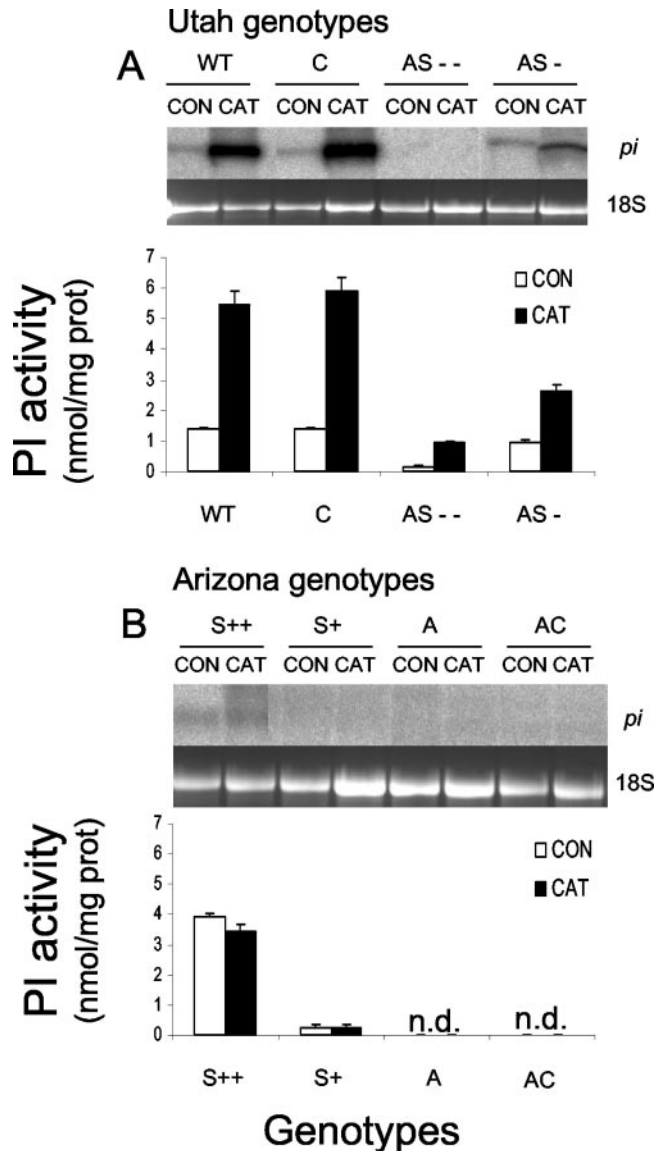 Utah genotypes
A
WT C AS - - AS -
CON CAT CON CAT CON CAT CON CAT
pi
18S
PI activity
(nmol/mg prot)
7
6
5
4
3
2
1
0
CON
CAT
WT C AS - - AS -
Arizona genotypes
B
S++ S+ A AC
CON CAT CON CAT CON CAT CON CAT
pi
18S
PI activity
(nmol/mg prot)
7
6
5
4
3
2
1
0
CON
CAT
n.d. n.d.
S++ S+ A AC
Genotypes